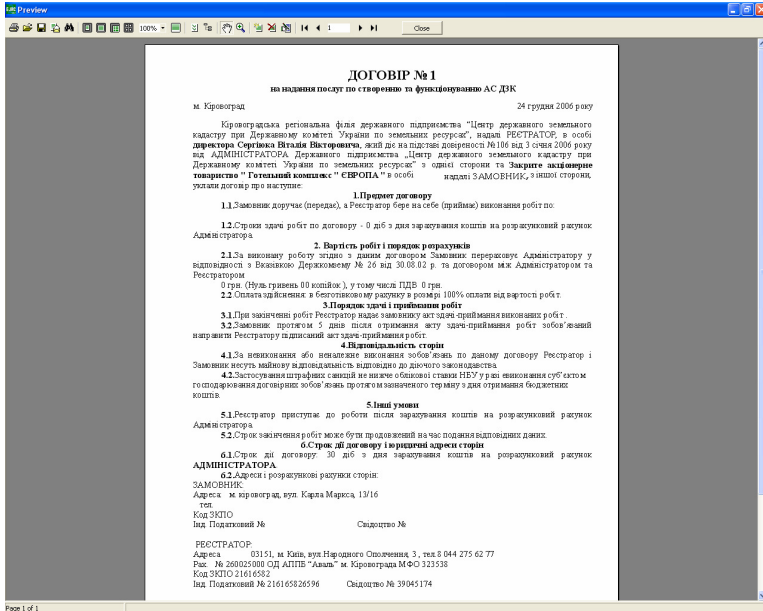 Preview
100%
1
Close
ДОГОВІР № 1
на надання послуг по створенню та функціонуванню АС ДЗК
м. Кіровоград 24 грудня 2006 року
Кіровоградська регіональна філія державного підприємства “Центр державного земельного
кадастру при Державному комітеті України по земельних ресурсах”, надалі РЕЄСТРАТОР, в особі
директора Сергіюка Віталія Вікторовича, який діє на підставі довіреності №106 від 3 січня 2006 року
від АДМІНІСТРАТОРА Державного підприємства „Центр державного земельного кадастру при
Державному комітеті України по земельних ресурсах” з однієї сторони та Закрите акціонерне
товариство " Готельний комплекс " ЄВРОПА " в особі надалі ЗАМОВНИК, з іншої сторони,
уклали договір про наступне:
1.Предмет договору
1.1.Замовник доручає (передає), а Реєстратор бере на себе (приймає) виконання робіт по:
1.2.Строки здачі робіт по договору - 0 діб з дня зарахування коштів на розрахунковий рахунок
Адміністратора.
2. Вартість робіт і порядок розрахунків
2.1.За виконану роботу згідно з даним договором Замовник перераховує Адміністратору у
відповідності з Вказівкою Держкомзему № 26 від 30.08.02 р. та договором між Адміністратором та
Реєстратором
0 грн. (Нуль гривень 00 копійок ), у тому числі ПДВ 0 грн.
2.2.Оплата здійснення: в безготівковому рахунку в розмірі 100% оплати від вартості робіт.
3.Порядок здачі і приймання робіт
3.1.При закінченні робіт Реєстратор надає замовнику акт здачі-приймання виконаних робіт .
3.2.Замовник протягом 5 днів після отримання акту здачі-приймання робіт зобов’язаний
направити Реєстратору підписаний акт здачі-приймання робіт.
4.Відповідальність сторін
4.1.За невиконання або неналежне виконання зобов’язань по даному договору Реєстратор і
Замовник несуть майнову відповідальність відповідно до діючого законодавства.
4.2.Застосування штрафних санкцій не нижче облікової ставки НБУ у разі евиконання суб’єктом
господарювання договірних зобов’язань протягом зазначеного терміну з дня отримання бюджетних
коштів.
5.Інші умови
5.1.Реєстратор приступає до роботи після зарахування коштів на розрахунковий рахунок
Адміністратора.
5.2.Строк закінчення робіт може бути продовжений на час подання відповідних даних.
6.Строк дії договору і юридичні адреси сторін
6.1.Строк дії договору: 30 діб з дня зарахування коштів на розрахунковий рахунок
АДМІНІСТРАТОРА.
6.2.Адреси і розрахункові рахунки сторін:
ЗАМОВНИК:
Адреса м. кіровоград, вул. Карла Маркса, 13/16
тел.
Код ЗКПО
Інд. Податковий № Свідоцтво №
РЕЄСТРАТОР:
Адреса 03151, м. Київ, вул.Народного Ополчення, 3 , тел.8 044 275 62 77
Рах. № 260025000 ОД АППБ “Аваль” м. Кіровограда МФО 323538
Код ЗКПО 21616582
Інд. Податковий № 216165826596 Свідоцтво № 39045174
Page 1 of 1